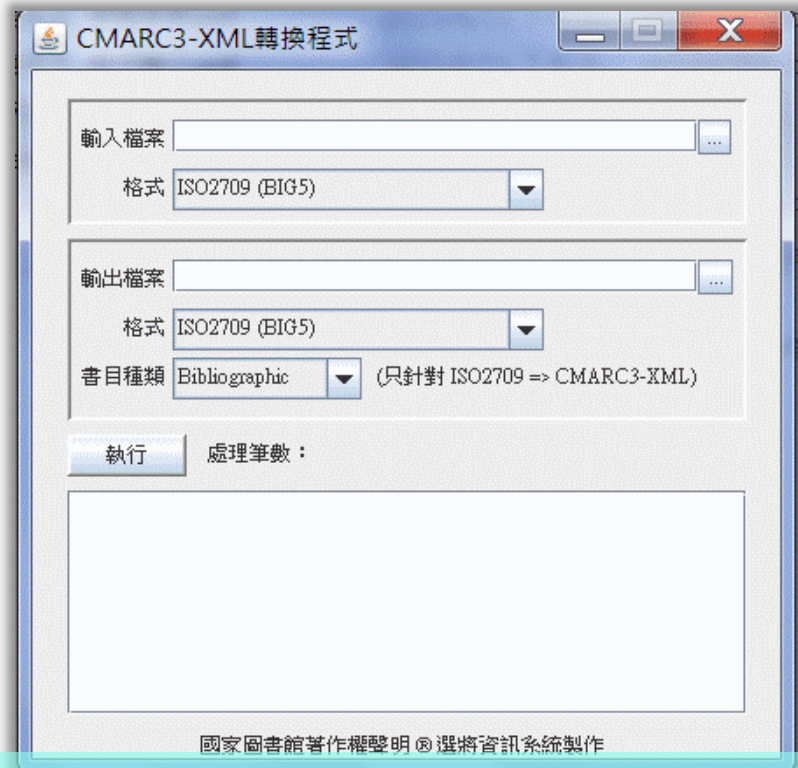 CMARC3-XML轉換程式
輸入檔案 ...
格式 ISO2709 (BIG5)
輸出檔案 ...
格式 ISO2709 (BIG5)
書目種類 Bibliographic (只針對 ISO2709 => CMARC3-XML)
執行 處理筆數：
國家圖書館著作權聲明 ® 選將資訊系統製作